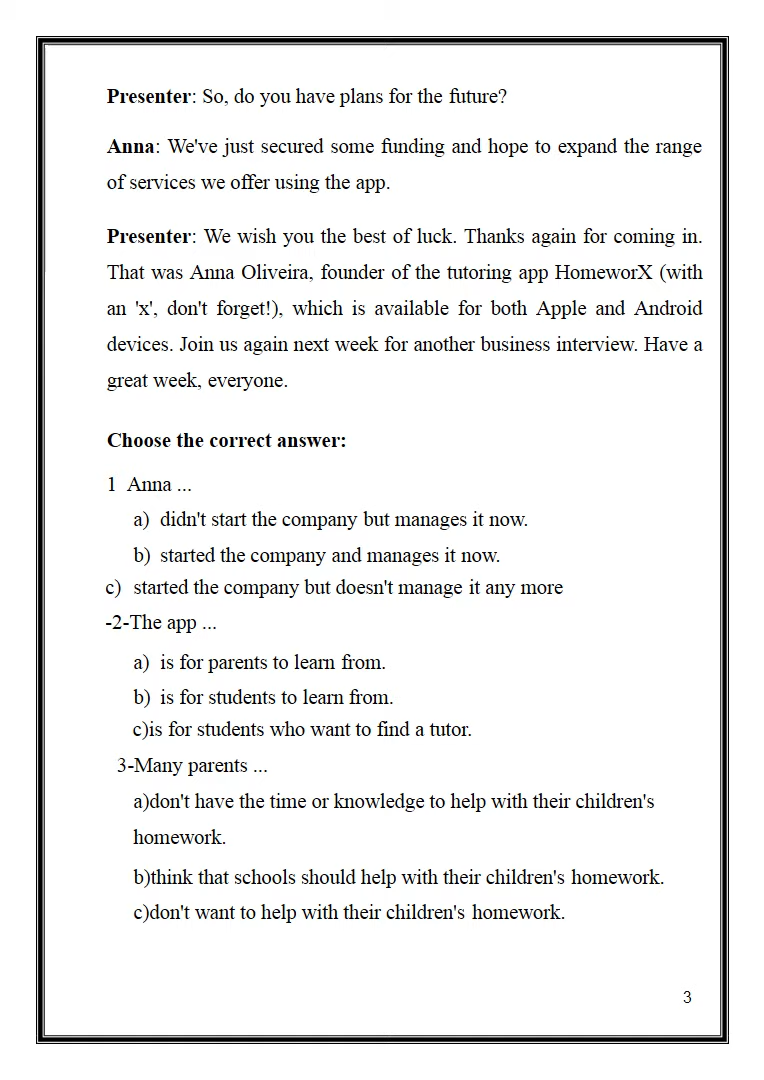 Presenter: So, do you have plans for the future?
Anna: We've just secured some funding and hope to expand the range
of services we offer using the app.
Presenter: We wish you the best of luck. Thanks again for coming in.
That was Anna Oliveira, founder of the tutoring app HomeworX (with
an 'x', don't forget!), which is available for both Apple and Android
devices. Join us again next week for another business interview. Have a
great week, everyone.
Choose the correct answer:
1 Anna ...
a) didn't start the company but manages it now.
b) started the company and manages it now.
c) started the company but doesn't manage it any more
-2-The app ...
a) is for parents to learn from.
b) is for students to learn from.
c)is for students who want to find a tutor.
3-Many parents ...
a)don't have the time or knowledge to help with their children's
homework.
b)think that schools should help with their children's homework.
c)don't want to help with their children's homework.
3